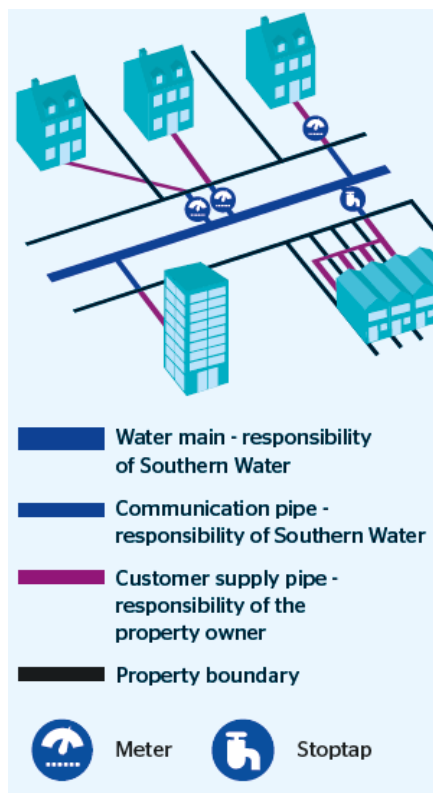 Water main - responsibility
of Southern Water
Communication pipe -
responsibility of Southern Water
Customer supply pipe -
responsibility of the
property owner
Property boundary
Meter
Stoptap